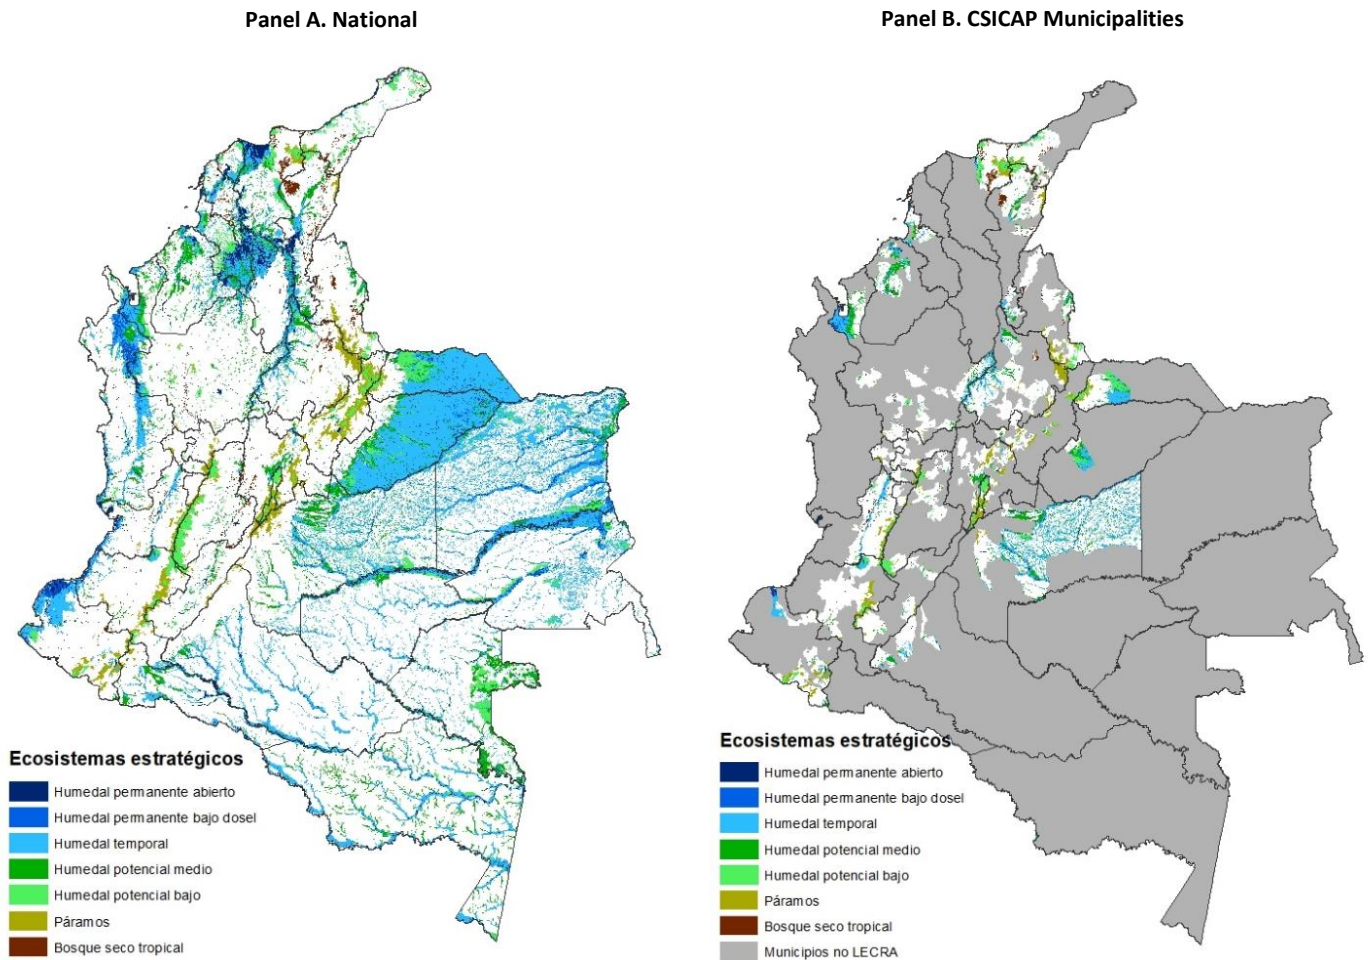 Panel A. National
Panel B. CSICAP Municipalities
Ecosistemas estratégicos
Humedal permanente abierto
Humedal permanente bajo dosel
Humedal temporal
Humedal potencial medio
Humedal potencial bajo
Páramos
Bosque seco tropical
Ecosistemas estratégicos
Humedal permanente abierto
Humedal permanente bajo dosel
Humedal temporal
Humedal potencial medio
Humedal potencial bajo
Páramos
Bosque seco tropical
Municipios no LECRA